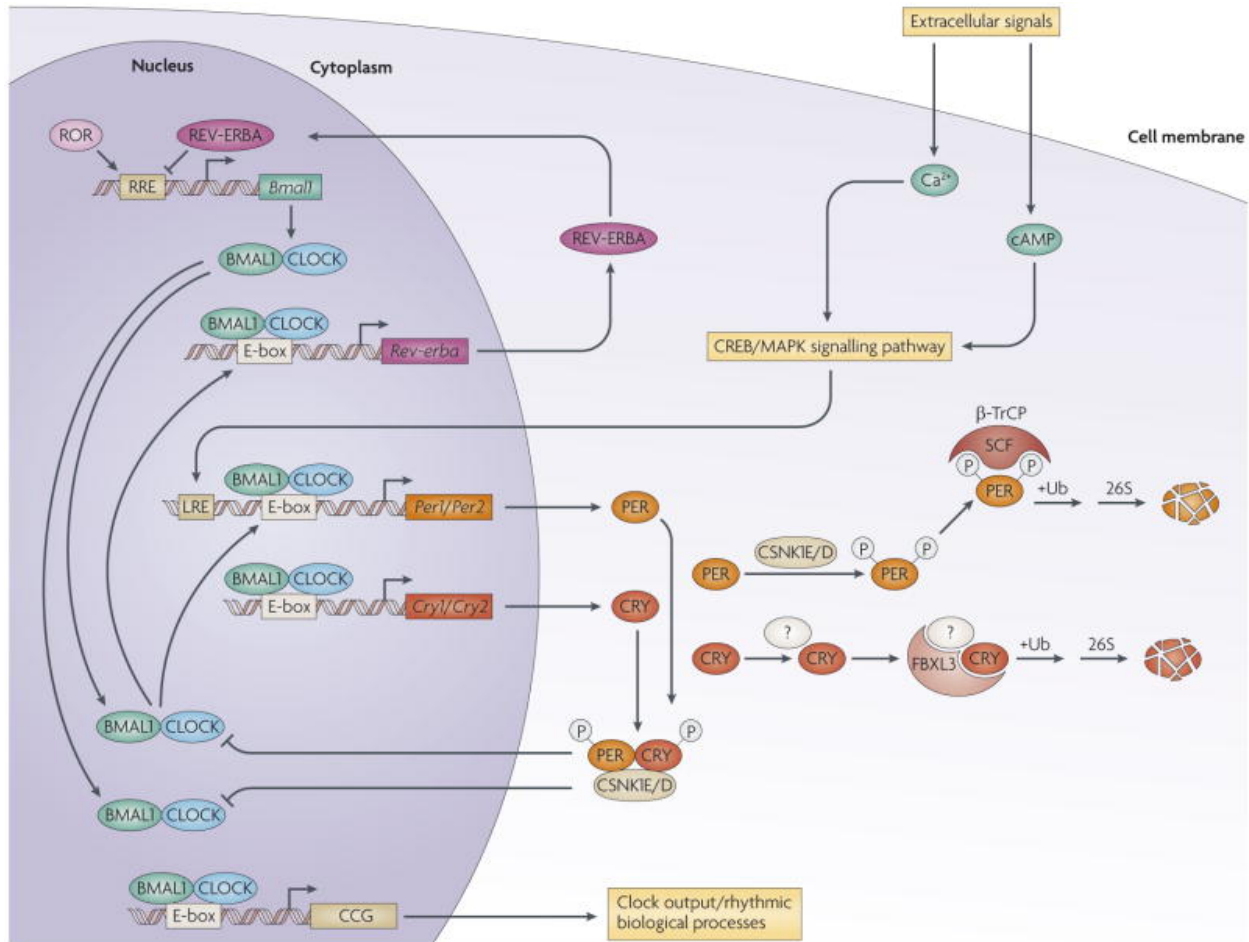 Extracellular signals
Nucleus
Cytoplasm
Cell membrane
ROR
REV-ERBA
RRE
Bmal1
Ca²⁺
REV-ERBA
cAMP
BMAL1
CLOCK
BMAL1
CLOCK
E-box
Rev-erba
CREB/MAPK signalling pathway
β-TrCP
SCF
P
P
PER
+Ub
26S
BMAL1
CLOCK
LRE
E-box
Per1/Per2
PER
CSNK1E/D
P
P
PER
PER
BMAL1
CLOCK
E-box
Cry1/Cry2
CRY
?
?
CRY
CRY
FBXL3
CRY
+Ub
26S
BMAL1
CLOCK
P
P
PER
CRY
CSNK1E/D
BMAL1
CLOCK
BMAL1
CLOCK
E-box
CCG
Clock output/rhythmic
biological processes